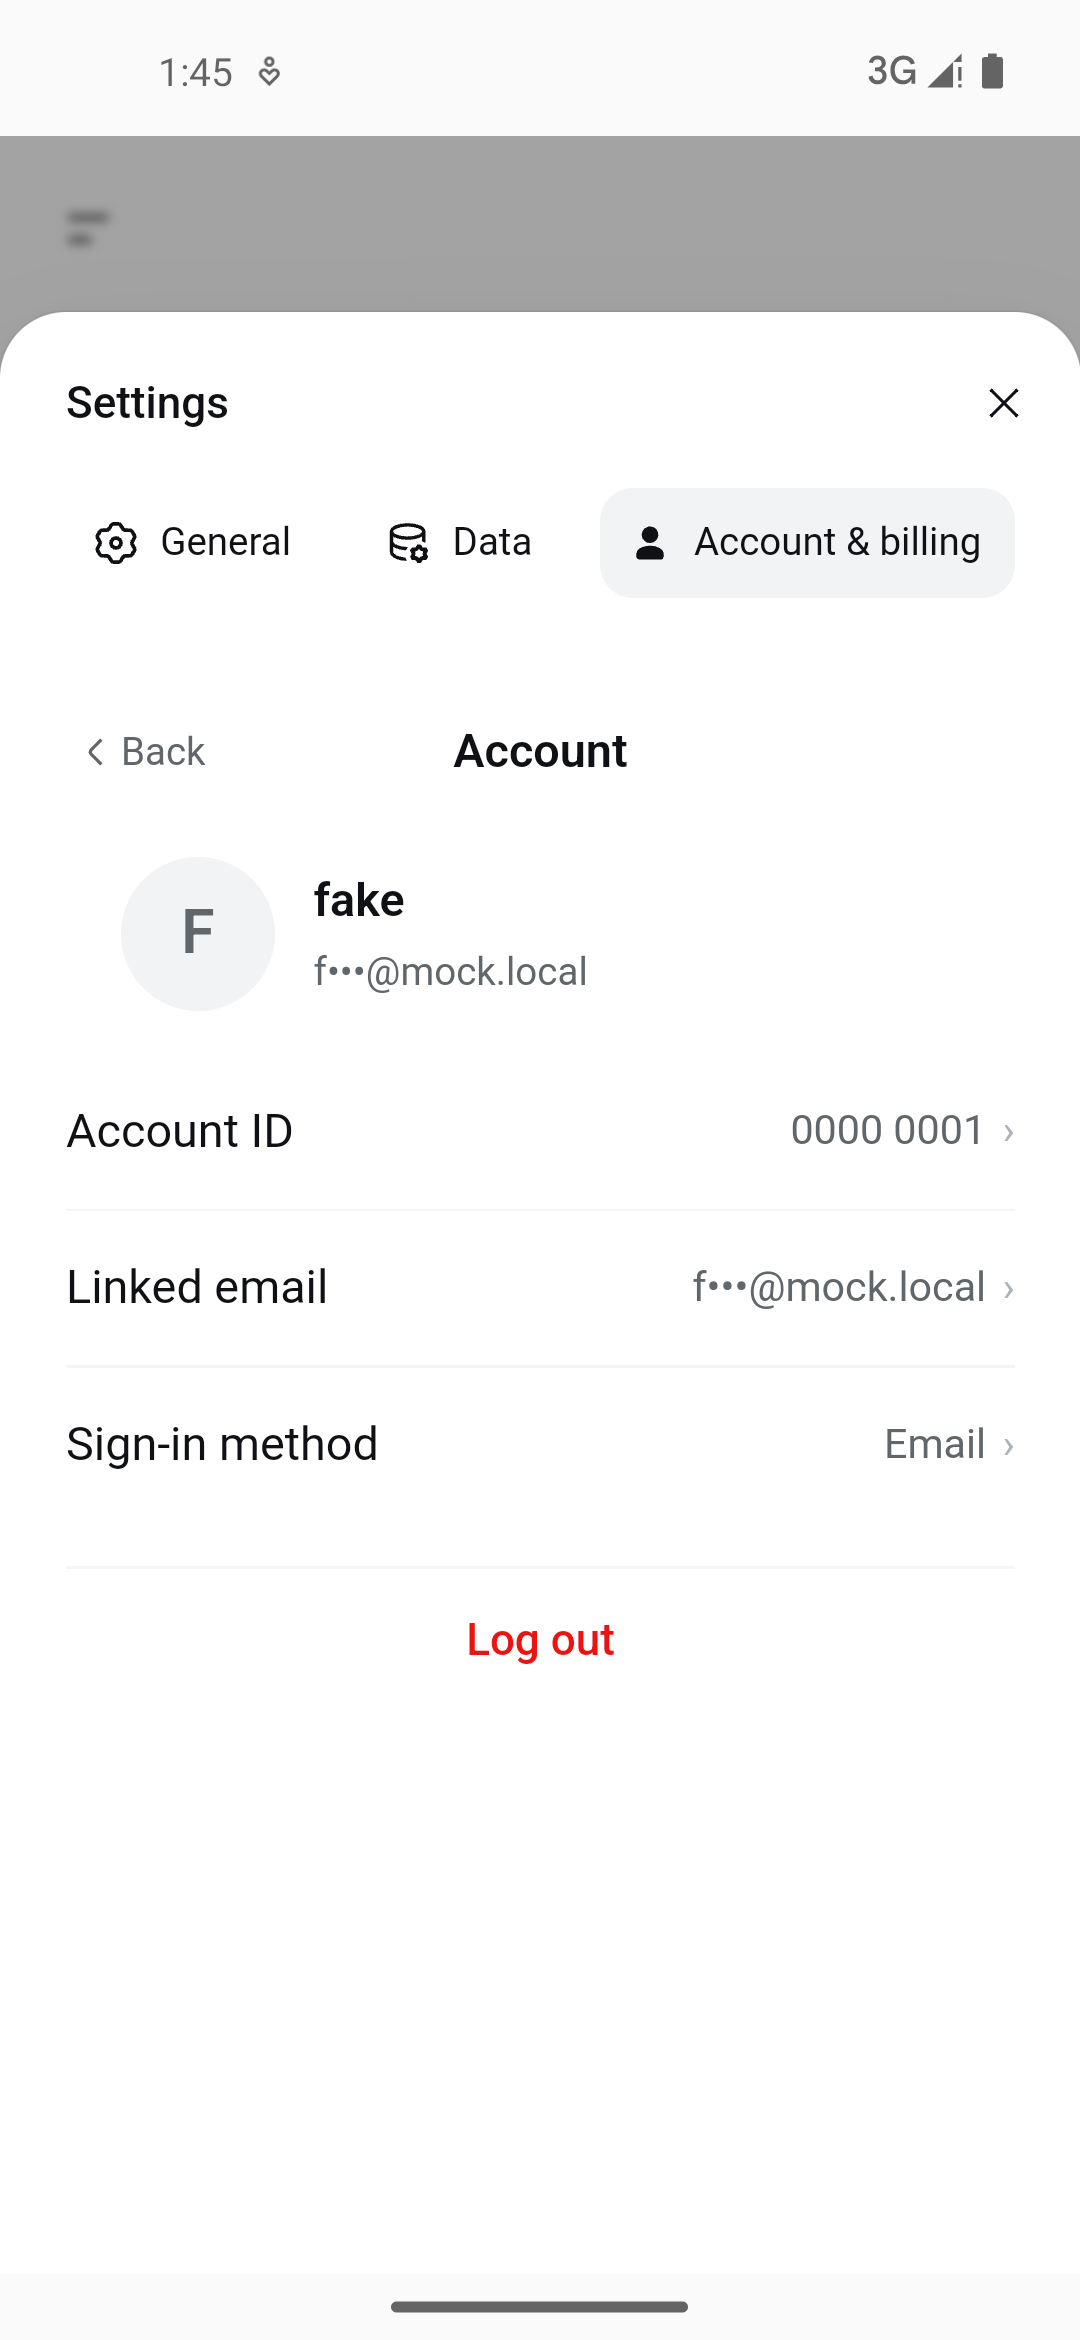 1:45
3G
Settings
General
Data
Account & billing
Back
Account
F
fake
f•••@mock.local
Account ID
0000 0001
Linked email
f•••@mock.local
Sign-in method
Email
Log out